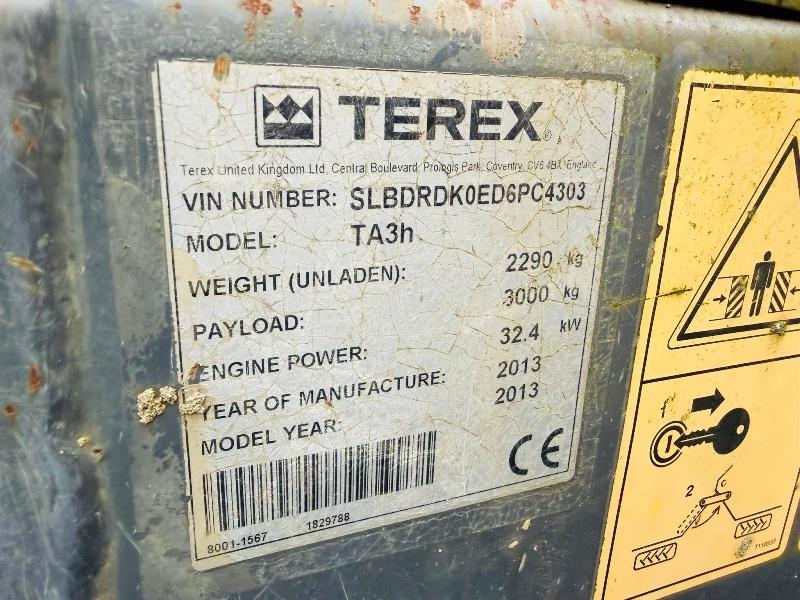 TEREX®
Terex United Kingdom Ltd, Central Boulevard, Prologis Park, Coventry, CV6 4BX, England
VIN NUMBER: SLBDRDK0ED6PC4303
MODEL: TA3h
WEIGHT (UNLADEN): 2290 kg
PAYLOAD: 3000 kg
ENGINE POWER: 32.4 kW
YEAR OF MANUFACTURE: 2013
MODEL YEAR: 2013
CE
8001-1567 1829788
1
2